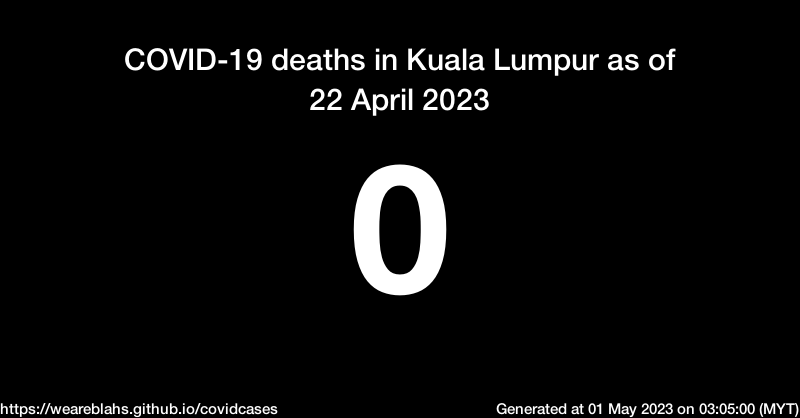 COVID-19 deaths in Kuala Lumpur as of
22 April 2023
0
https://weareblahs.github.io/covidcases
Generated at 01 May 2023 on 03:05:00 (MYT)